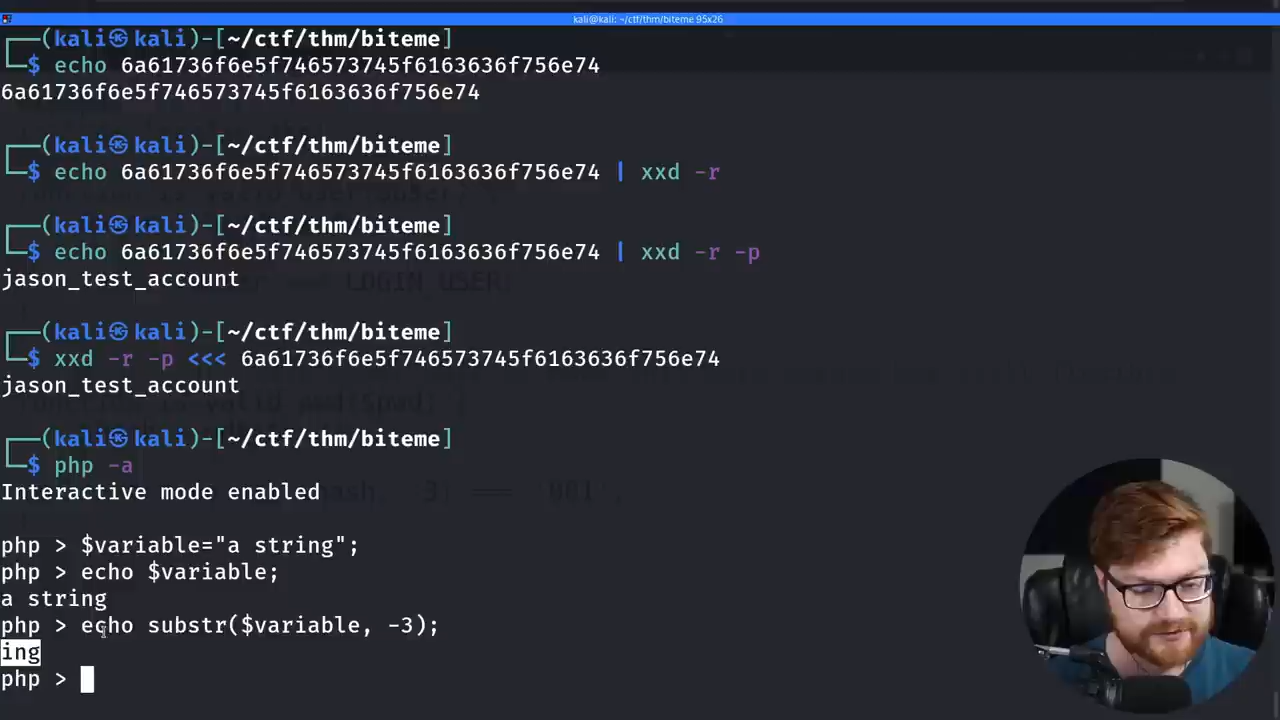 kali@kali: ~/ctf/thm/biteme 95x26
┌──(kali㉿kali)-[~/ctf/thm/biteme]
└─$ echo 6a61736f6e5f746573745f6163636f756e74
6a61736f6e5f746573745f6163636f756e74
┌──(kali㉿kali)-[~/ctf/thm/biteme]
└─$ echo 6a61736f6e5f746573745f6163636f756e74 | xxd -r
┌──(kali㉿kali)-[~/ctf/thm/biteme]
└─$ echo 6a61736f6e5f746573745f6163636f756e74 | xxd -r -p
jason_test_account
┌──(kali㉿kali)-[~/ctf/thm/biteme]
└─$ xxd -r -p <<< 6a61736f6e5f746573745f6163636f756e74
jason_test_account
┌──(kali㉿kali)-[~/ctf/thm/biteme]
└─$ php -a
Interactive mode enabled
php > $variable="a string";
php > echo $variable;
a string
php > echo substr($variable, -3);
ing
php >